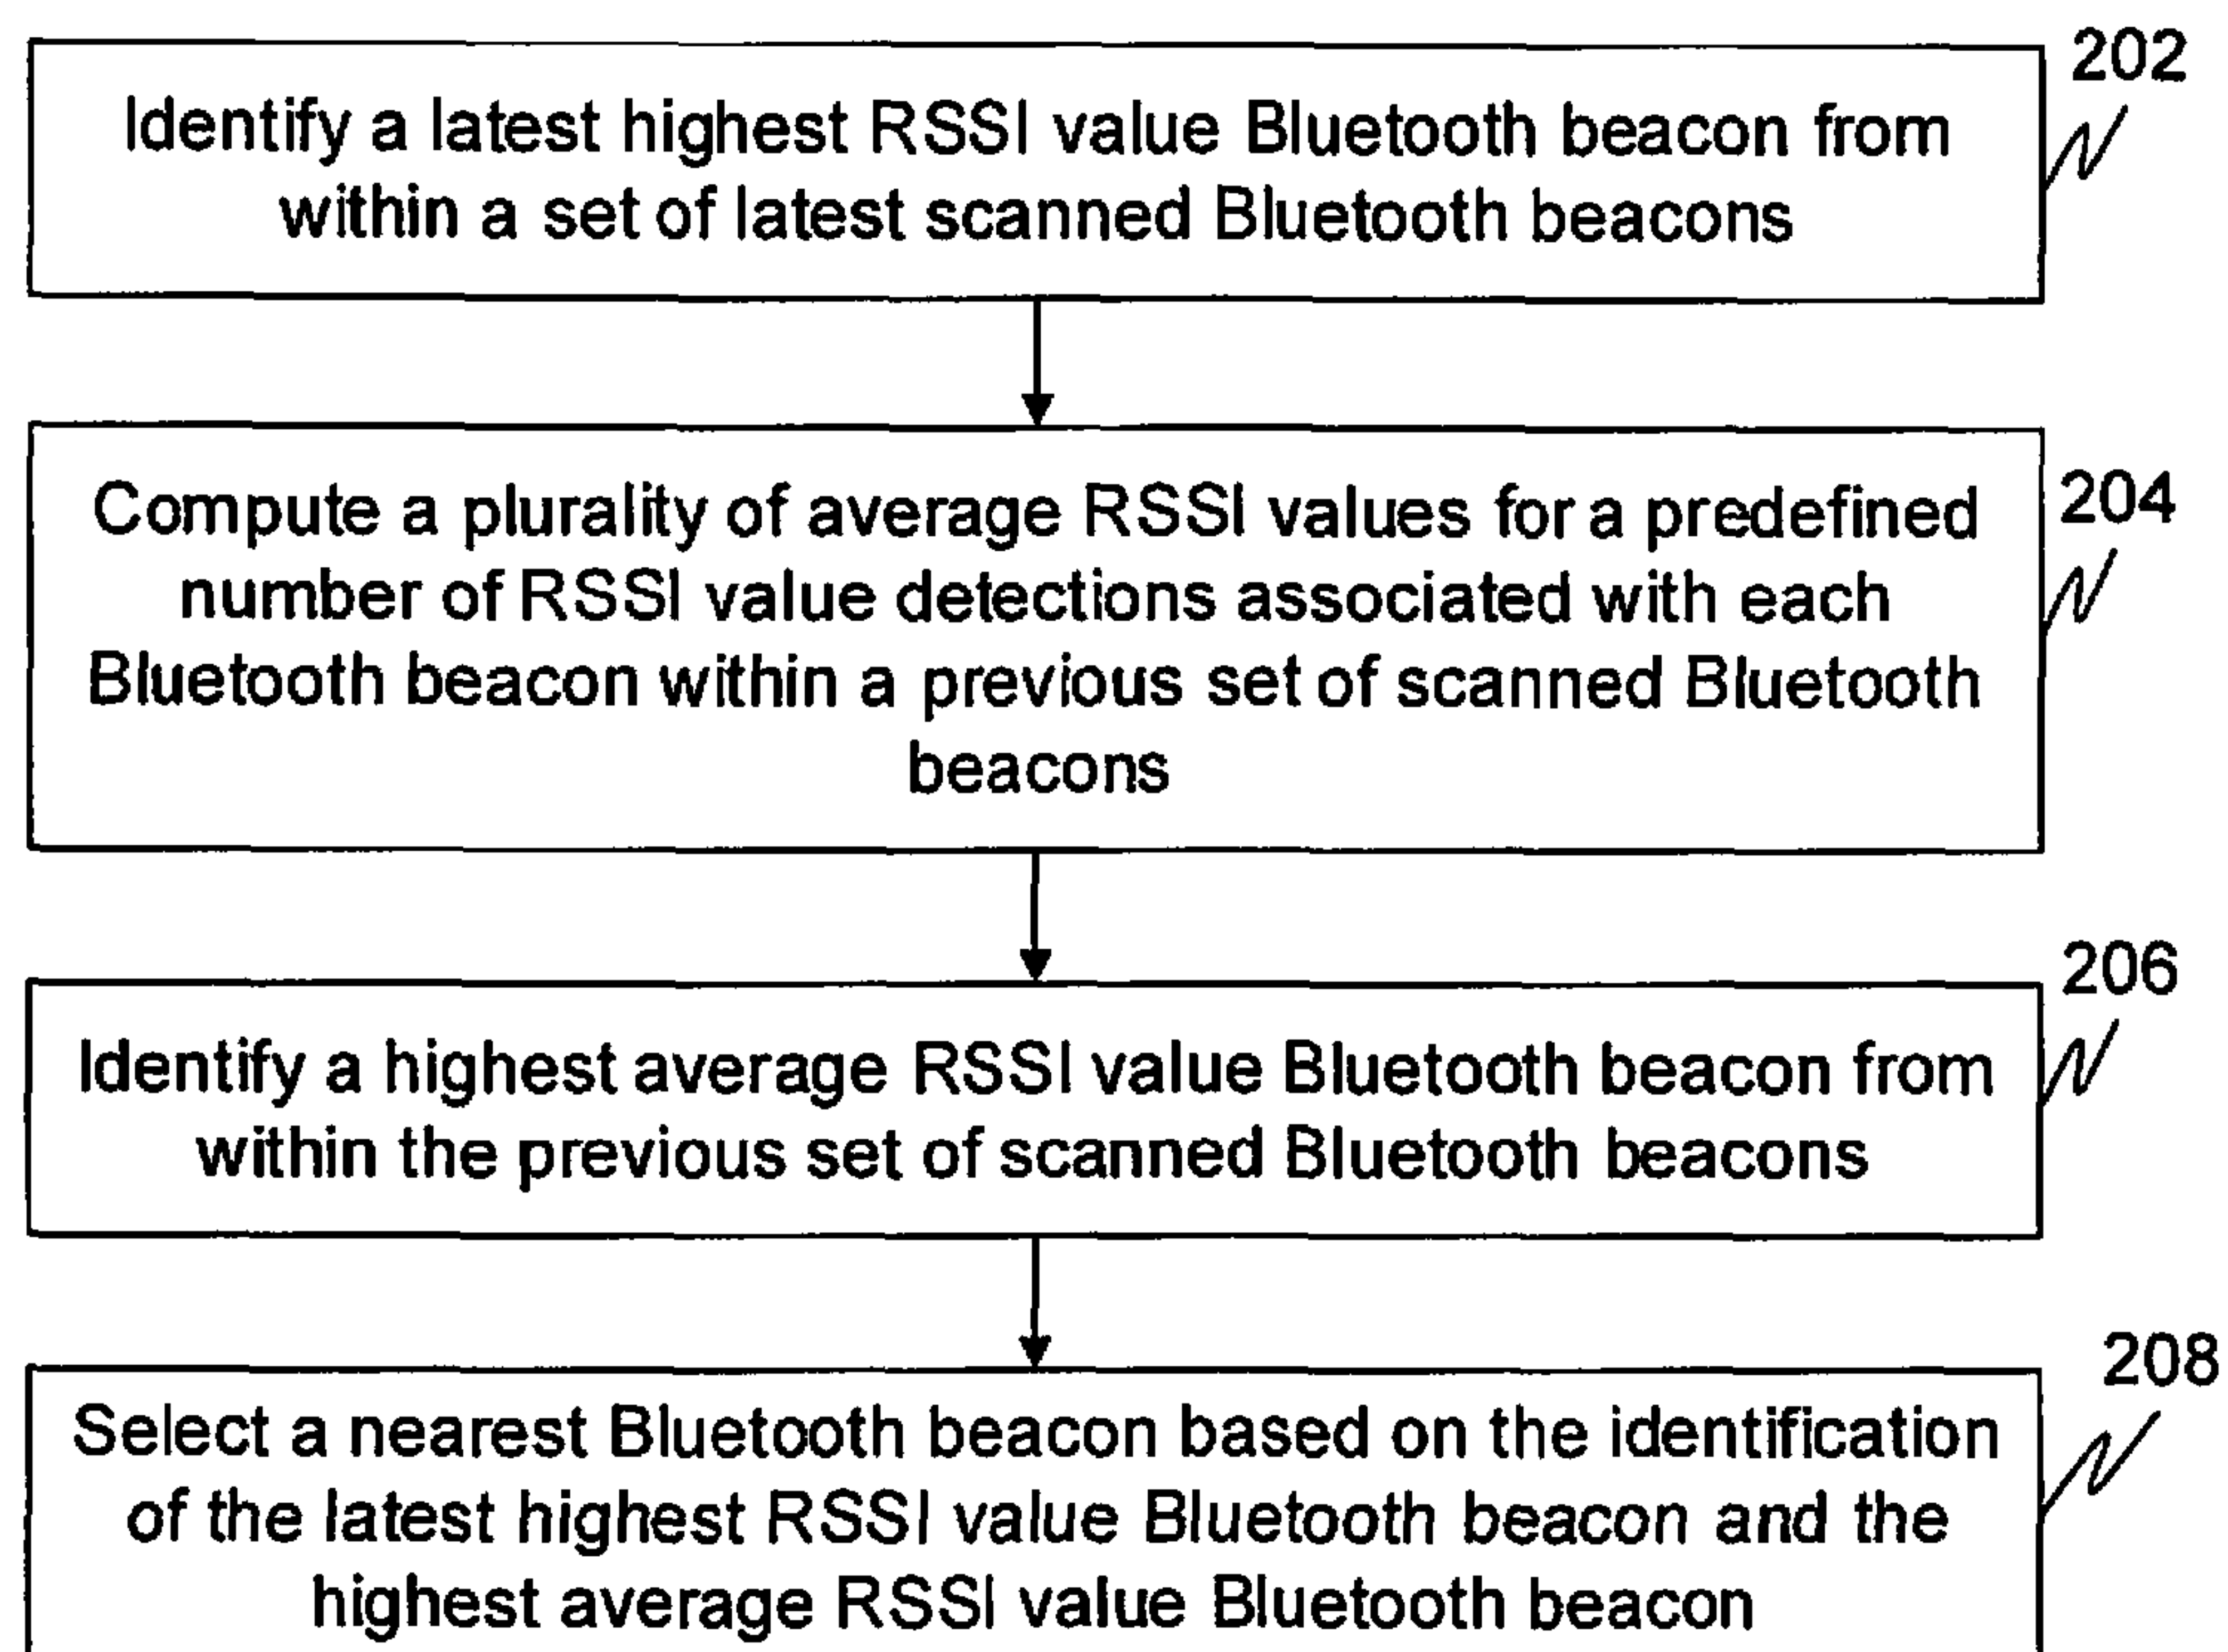 202
Identify a latest highest RSSI value Bluetooth beacon from
within a set of latest scanned Bluetooth beacons
204
Compute a plurality of average RSSI values for a predefined
number of RSSI value detections associated with each
Bluetooth beacon within a previous set of scanned Bluetooth
beacons
206
Identify a highest average RSSI value Bluetooth beacon from
within the previous set of scanned Bluetooth beacons
208
Select a nearest Bluetooth beacon based on the identification
of the latest highest RSSI value Bluetooth beacon and the
highest average RSSI value Bluetooth beacon